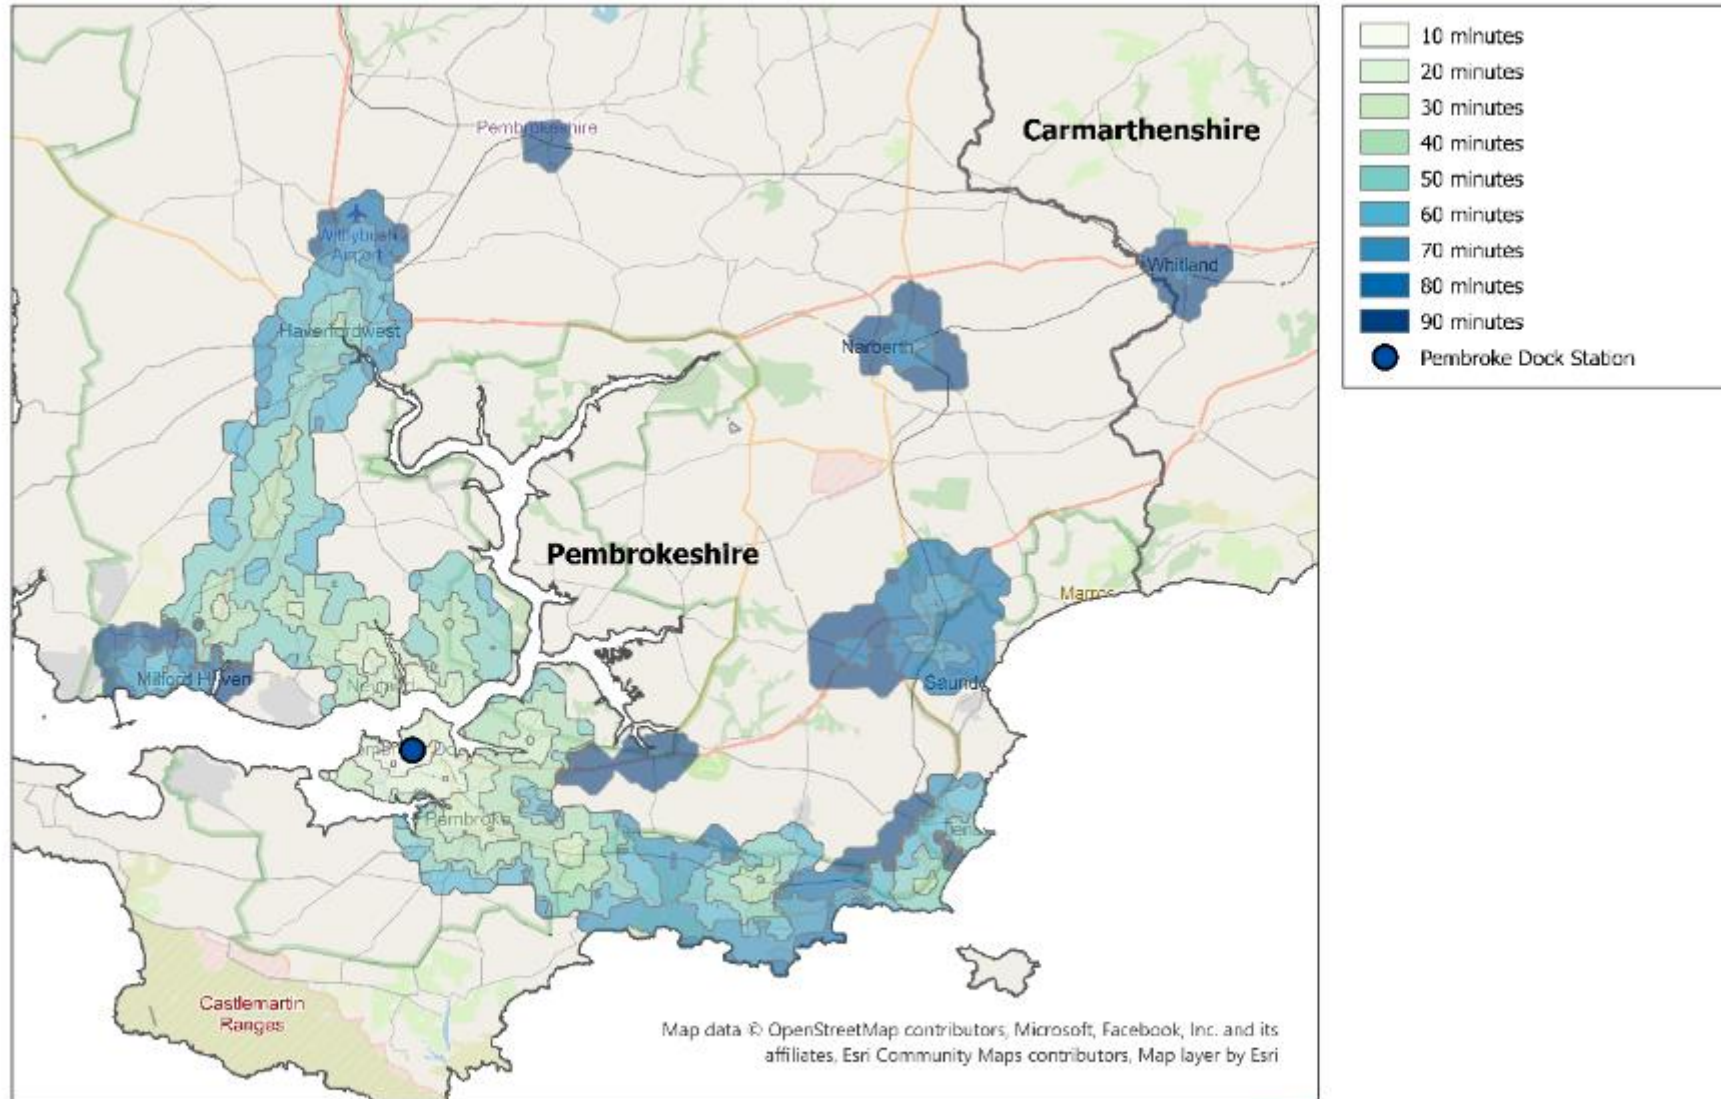 Pembrokeshire
Carmarthenshire
Withybush
Airport
Whitland
Haverfordwest
Narberth
Pembrokeshire
Marros
Milford Haven
Saund
Pembroke
Castlemartin
Ranges
Map data © OpenStreetMap contributors, Microsoft, Facebook, Inc. and its
affiliates, Esri Community Maps contributors, Map layer by Esri
10 minutes
20 minutes
30 minutes
40 minutes
50 minutes
60 minutes
70 minutes
80 minutes
90 minutes
Pembroke Dock Station